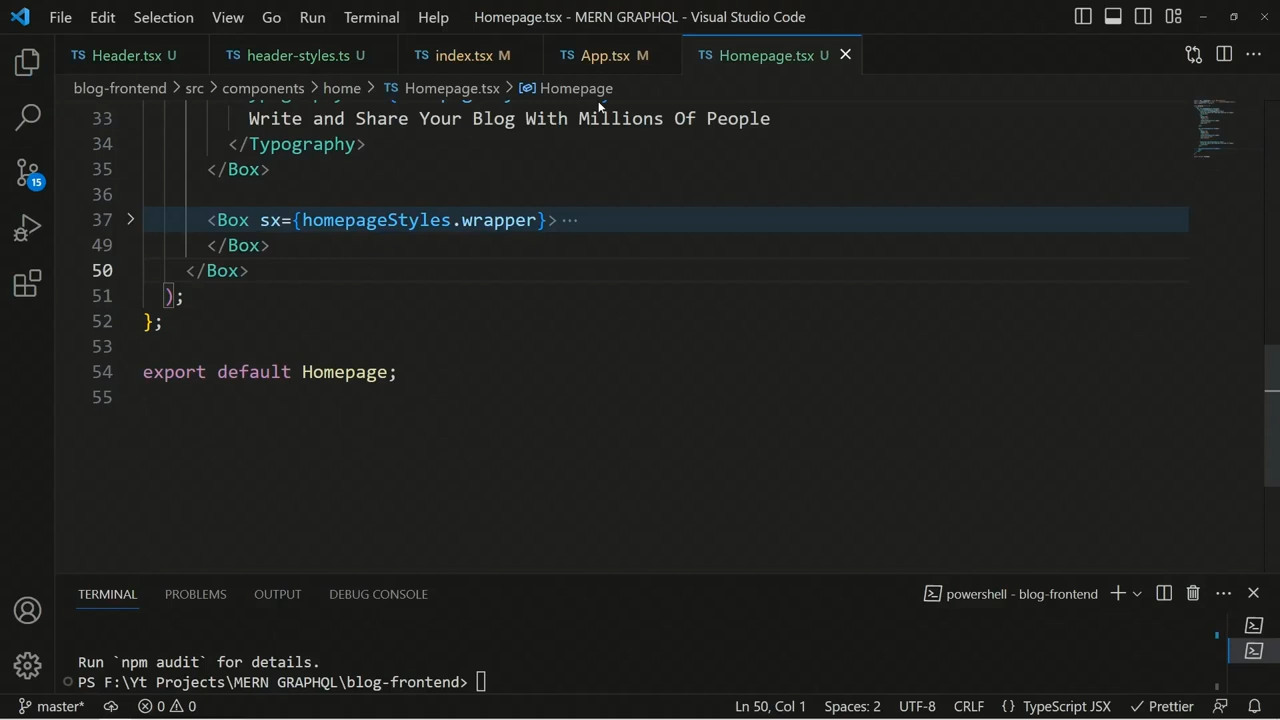 File Edit Selection View Go Run Terminal Help Homepage.tsx - MERN GRAPHQL - Visual Studio Code
TS Header.tsx U TS header-styles.ts U TS index.tsx M TS App.tsx M TS Homepage.tsx U
blog-frontend > src > components > home > TS Homepage.tsx > Homepage
33 Write and Share Your Blog With Millions Of People
34 </Typography>
35 </Box>
36
37 <Box sx={homepageStyles.wrapper}>···
49 </Box>
50 </Box>
51 );
52 };
53
54 export default Homepage;
55
15
TERMINAL PROBLEMS OUTPUT DEBUG CONSOLE powershell - blog-frontend
Run `npm audit` for details.
PS F:\Yt Projects\MERN GRAPHQL\blog-frontend>
master* 0 0 Ln 50, Col 1 Spaces: 2 UTF-8 CRLF {} TypeScript JSX Prettier